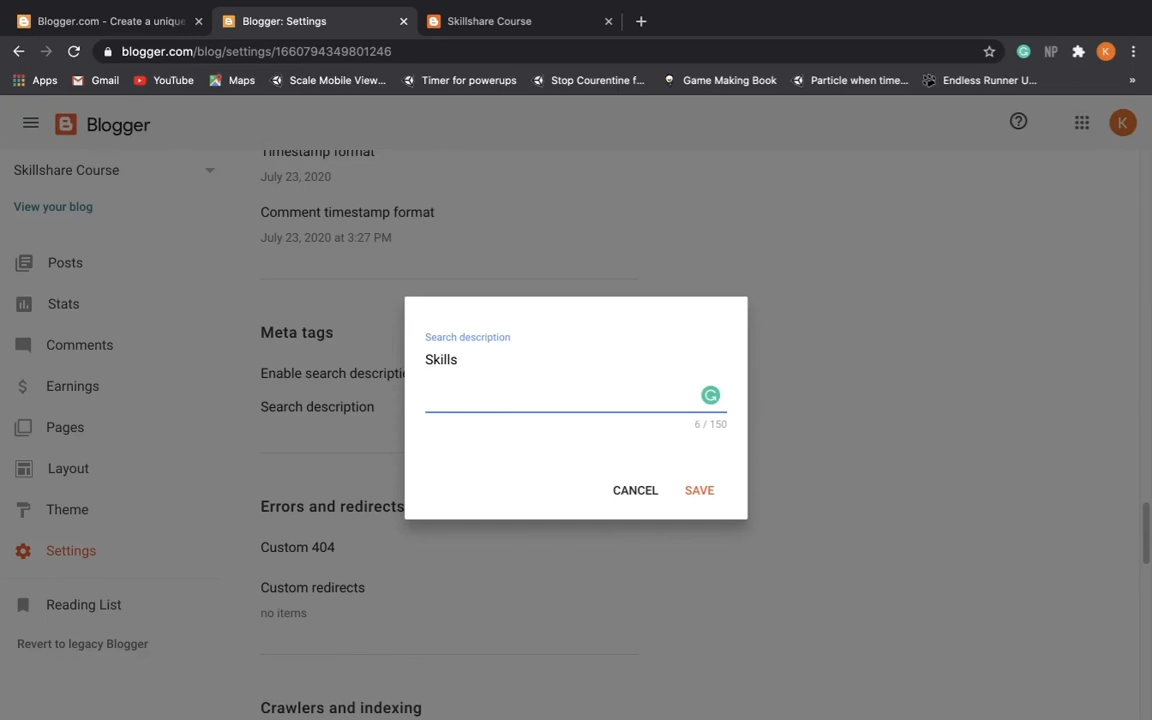 Blogger.com - Create a unique
Blogger: Settings
Skillshare Course
blogger.com/blog/settings/1660794349801246
NP
K
Apps
Gmail
YouTube
Maps
Scale Mobile View...
Timer for powerups
Stop Courentine f...
Game Making Book
Particle when time...
Endless Runner U...
»
Blogger
K
Skillshare Course
View your blog
Posts
Stats
Comments
Earnings
Pages
Layout
Theme
Settings
Reading List
Revert to legacy Blogger
Timestamp format
July 23, 2020
Comment timestamp format
July 23, 2020 at 3:27 PM
Meta tags
Enable search descriptio
Search description
Errors and redirects
Custom 404
Custom redirects
no items
Crawlers and indexing
Search description
Skills
6 / 150
CANCEL
SAVE